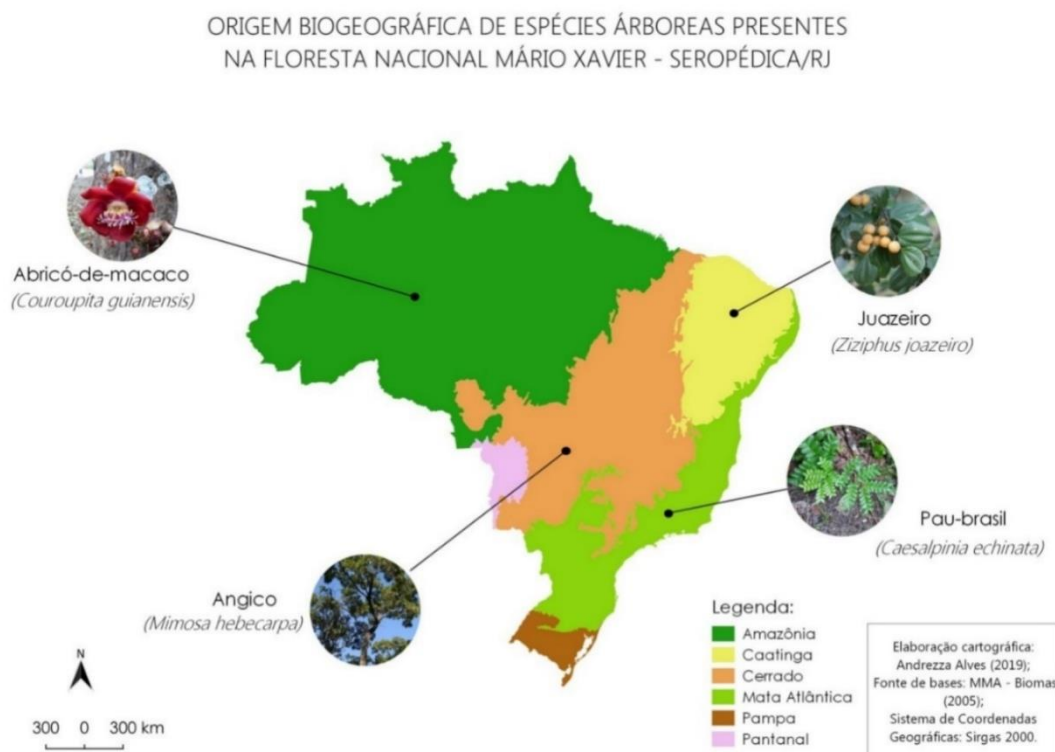 ORIGEM BIOGEOGRÁFICA DE ESPÉCIES ÁRBOREAS PRESENTES
NA FLORESTA NACIONAL MÁRIO XAVIER - SEROPÉDICA/RJ
Abricó-de-macaco
(Couroupita guianensis)
Juazeiro
(Ziziphus joazeiro)
Pau-brasil
(Caesalpinia echinata)
Angico
(Mimosa hebecarpa)
Legenda:
Amazônia
Caatinga
Cerrado
Mata Atlântica
Pampa
Pantanal
Elaboração cartográfica:
Andrezza Alves (2019);
Fonte de bases: MMA - Biomas
(2005);
Sistema de Coordenadas
Geográficas: Sirgas 2000.
N
300 0 300 km